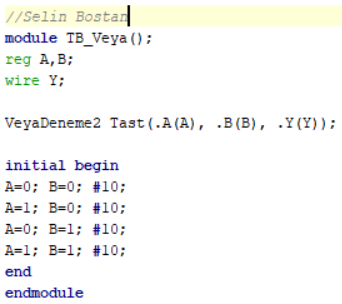 //Selin Bostan
module TB_Veya();
reg A,B;
wire Y;
VeyaDeneme2 Tast(.A(A), .B(B), .Y(Y));
initial begin
A=0; B=0; #10;
A=1; B=0; #10;
A=0; B=1; #10;
A=1; B=1; #10;
end
endmodule